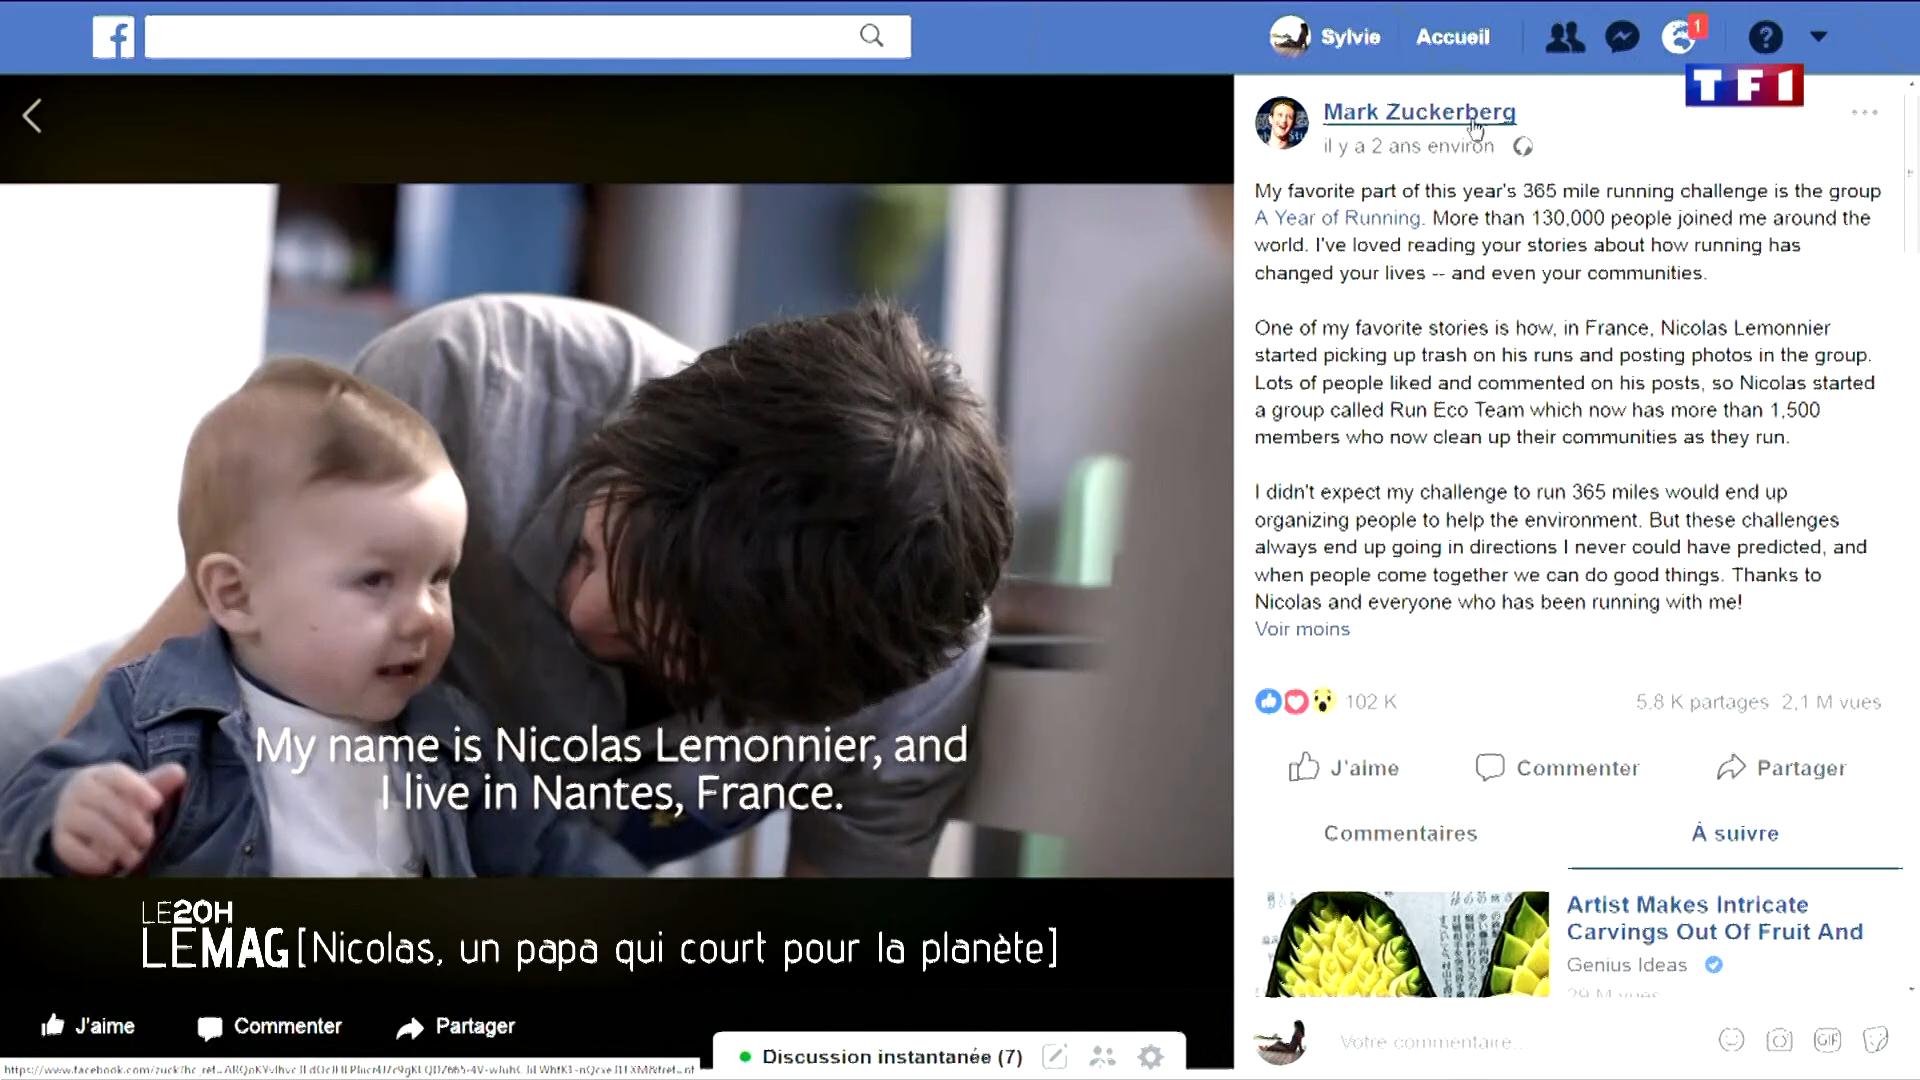 Sylvie
Accueil
1
TF1
Mark Zuckerberg
il y a 2 ans environ
My favorite part of this year's 365 mile running challenge is the group
A Year of Running. More than 130,000 people joined me around the
world. I've loved reading your stories about how running has
changed your lives -- and even your communities.
One of my favorite stories is how, in France, Nicolas Lemonnier
started picking up trash on his runs and posting photos in the group.
Lots of people liked and commented on his posts, so Nicolas started
a group called Run Eco Team which now has more than 1,500
members who now clean up their communities as they run.
I didn't expect my challenge to run 365 miles would end up
organizing people to help the environment. But these challenges
always end up going in directions I never could have predicted, and
when people come together we can do good things. Thanks to
Nicolas and everyone who has been running with me!
Voir moins
102 K
5,8 K partages 2,1 M vues
J'aime
Commenter
Partager
Commentaires
À suivre
Artist Makes Intricate
Carvings Out Of Fruit And
Genius Ideas
29 M vues
Votre commentaire...
GIF
My name is Nicolas Lemonnier, and
I live in Nantes, France.
LE20H
LEMAG [Nicolas, un papa qui court pour la planète]
J'aime
Commenter
Partager
Discussion instantanée (7)